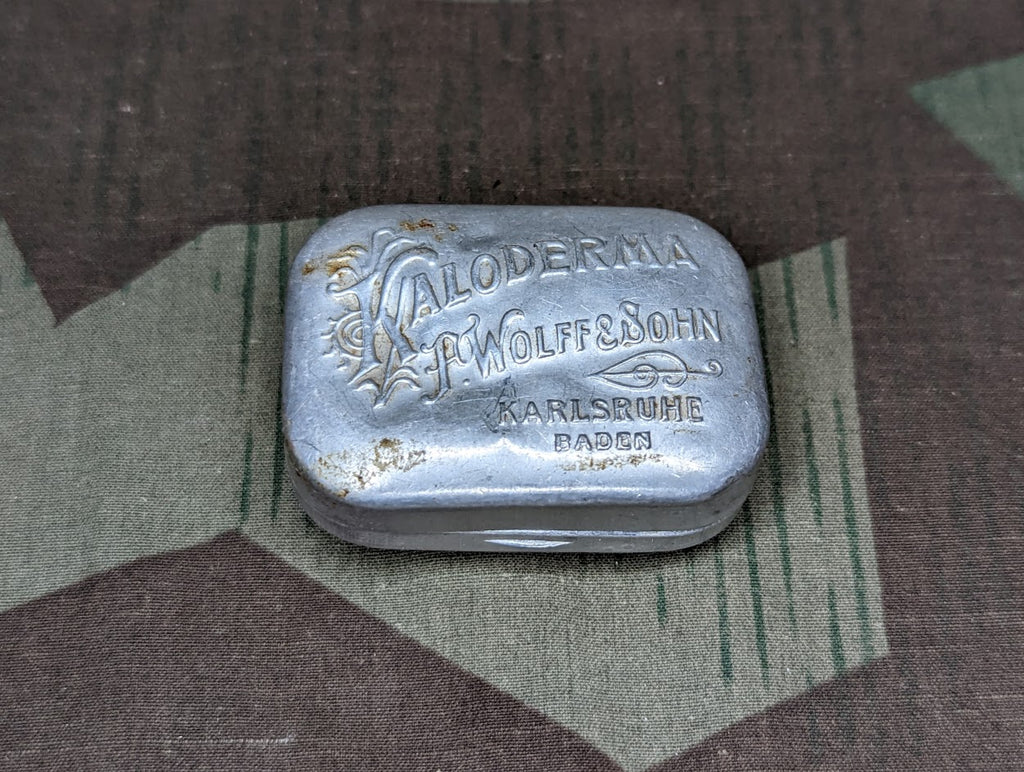 KALODERMA
F. WOLFF & SOHN
KARLSRUHE
BADEN